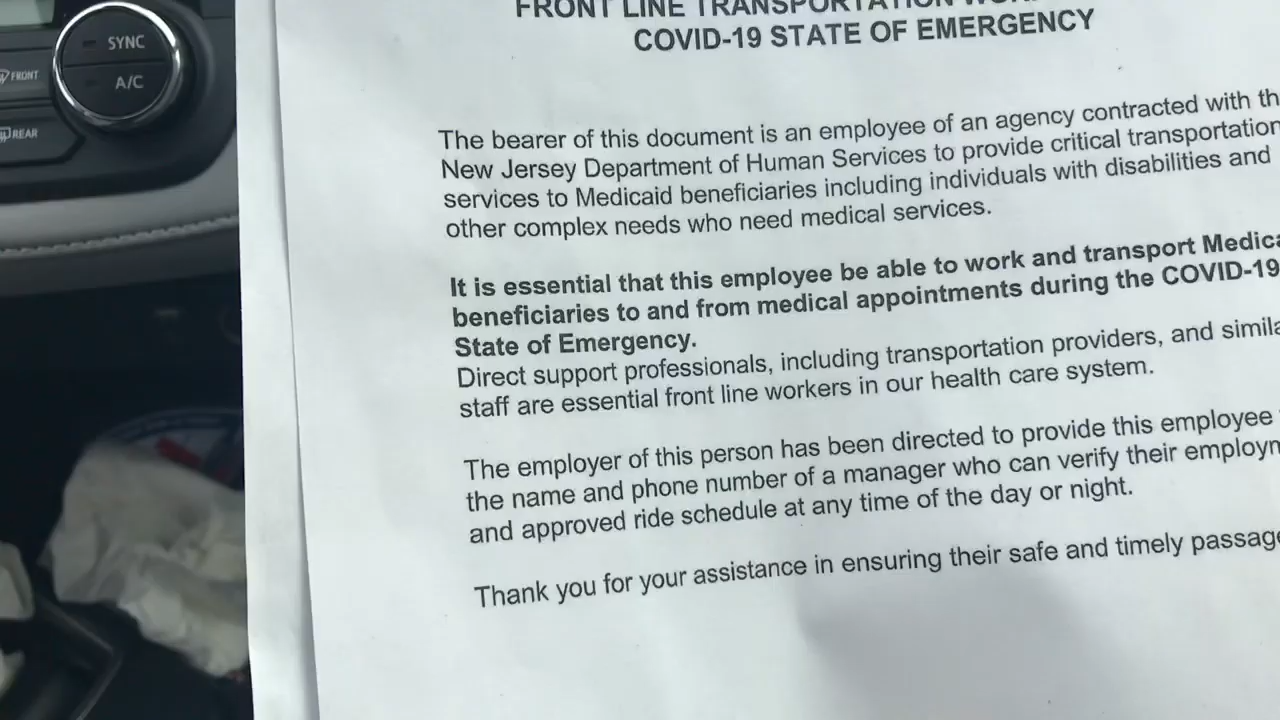 SYNC
A/C
FRONT
REAR
FRONT LINE TRANSPORTATION
COVID-19 STATE OF EMERGENCY
The bearer of this document is an employee of an agency contracted with th
New Jersey Department of Human Services to provide critical transportation
services to Medicaid beneficiaries including individuals with disabilities and
other complex needs who need medical services.
It is essential that this employee be able to work and transport Medica
beneficiaries to and from medical appointments during the COVID-19
State of Emergency.
Direct support professionals, including transportation providers, and simila
staff are essential front line workers in our health care system.
The employer of this person has been directed to provide this employee
the name and phone number of a manager who can verify their employm
and approved ride schedule at any time of the day or night.
Thank you for your assistance in ensuring their safe and timely passage